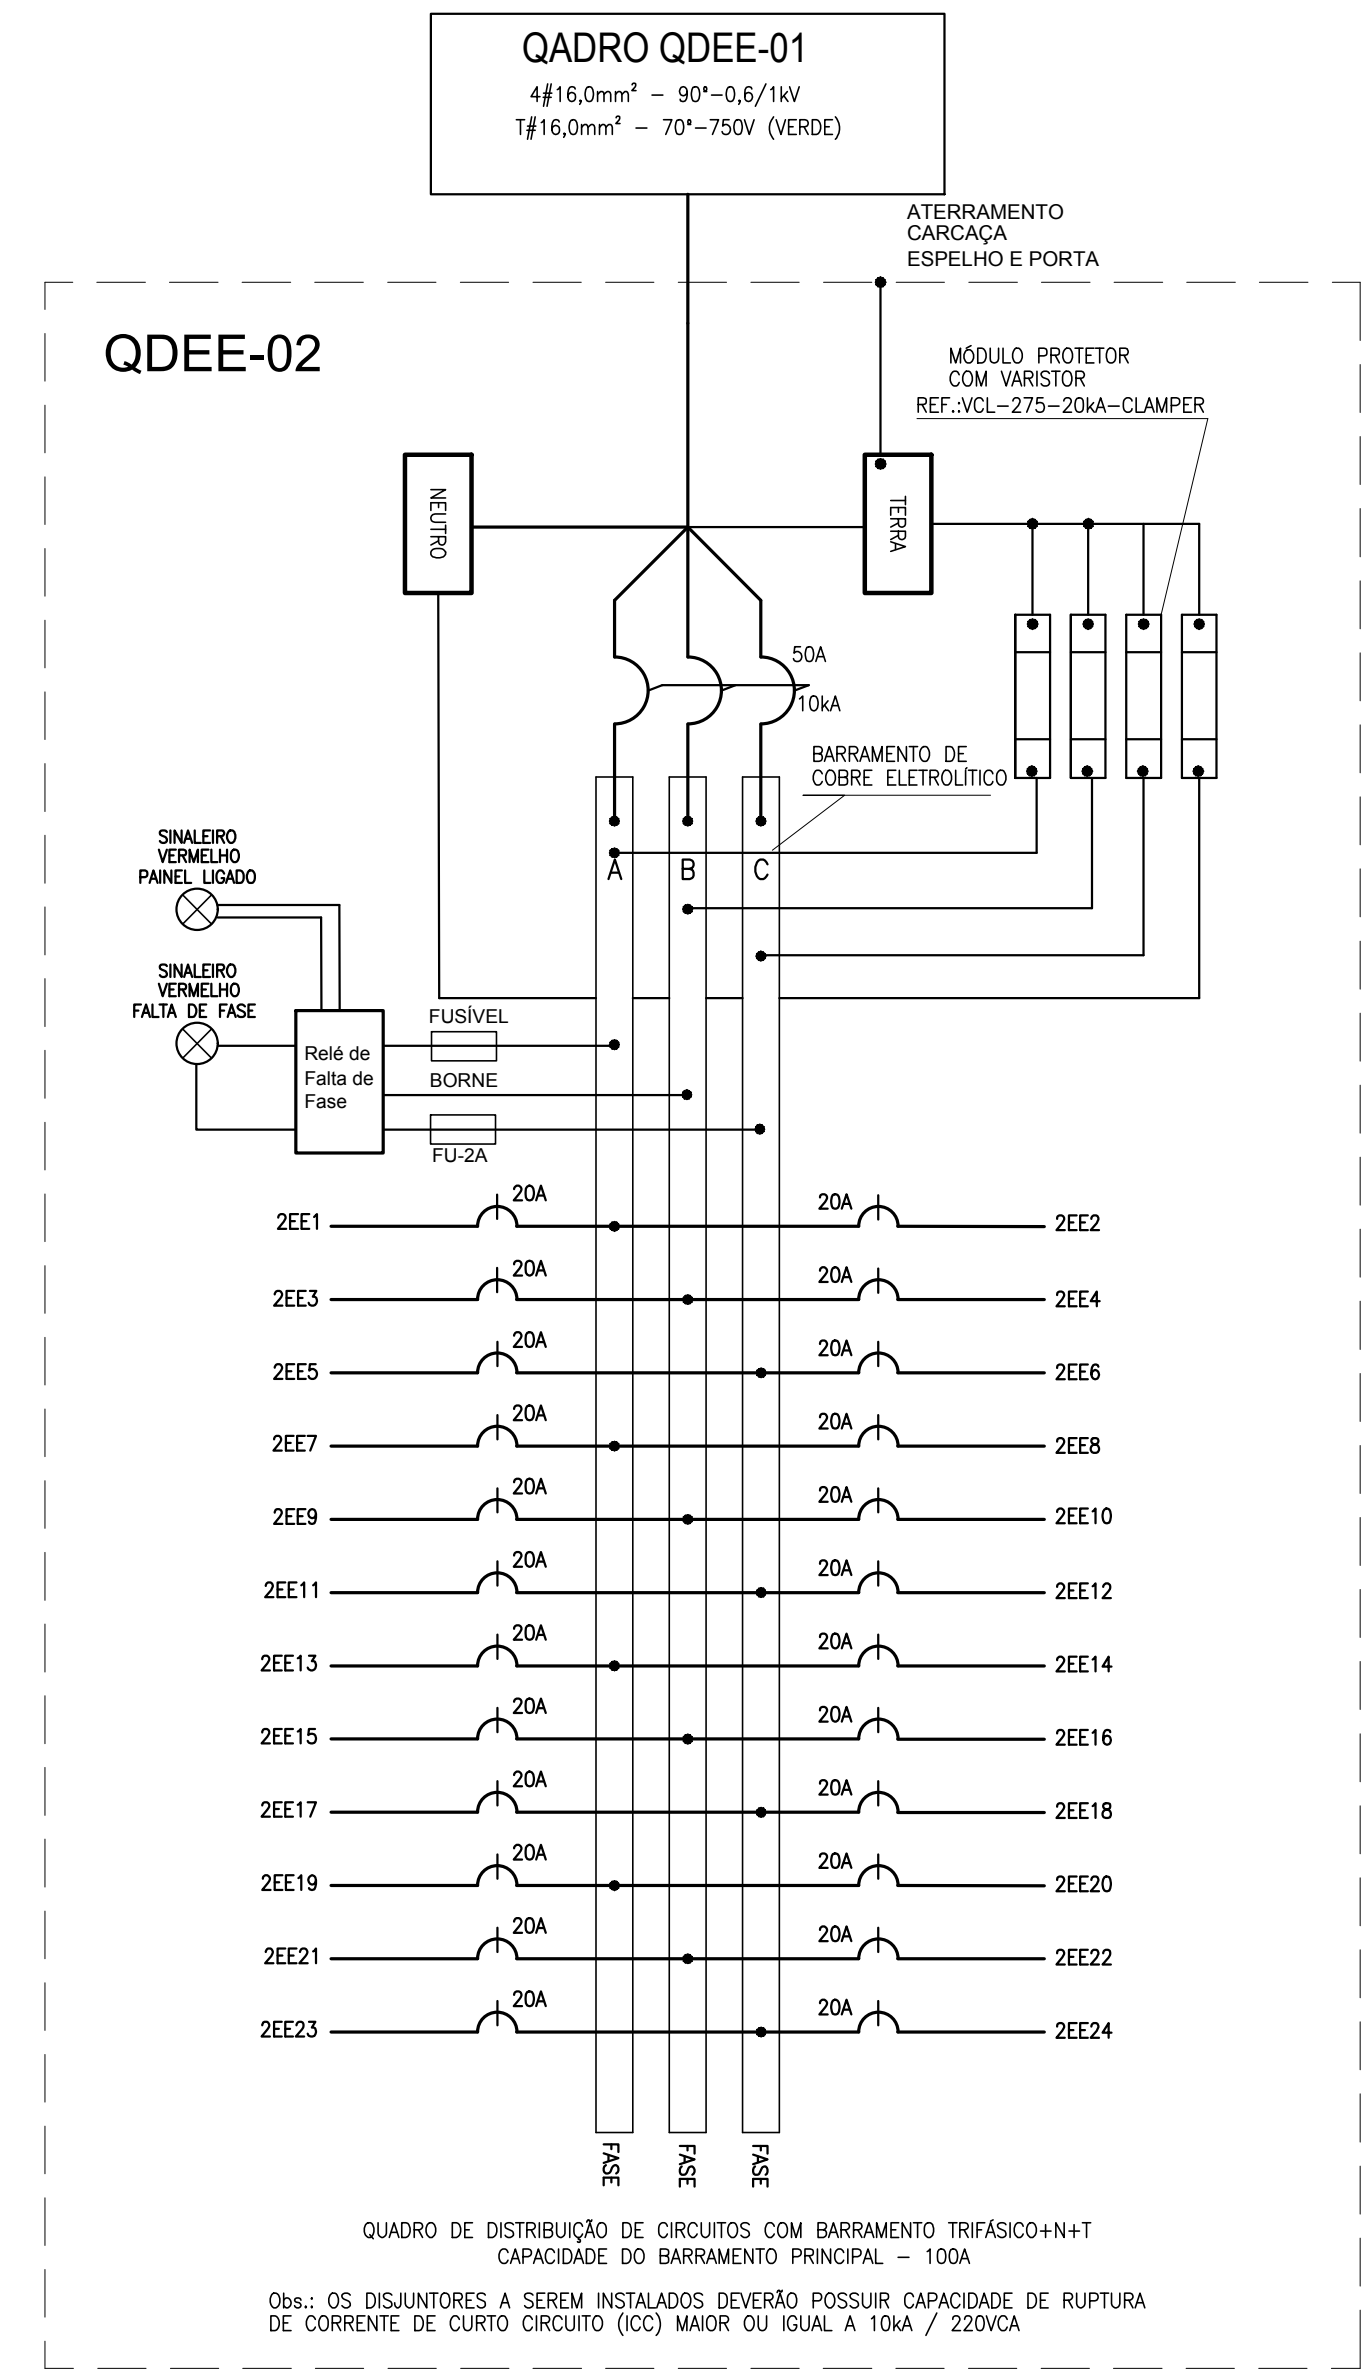 QADRO QDEE-01
4#16,0mm² - 90°-0,6/1kV
T#16,0mm² - 70°-750V (VERDE)
ATERRAMENTO
CARCAÇA
ESPELHO E PORTA
QDEE-02
MÓDULO PROTETOR
COM VARISTOR
REF.:VCL-275-20kA-CLAMPER
NEUTRO
TERRA
50A
10kA
BARRAMENTO DE
COBRE ELETROLÍTICO
A
B
C
SINALEIRO
VERMELHO
PAINEL LIGADO
SINALEIRO
VERMELHO
FALTA DE FASE
Relé de
Falta de
Fase
FUSÍVEL
BORNE
FU-2A
2EE1 20A 20A 2EE2
2EE3 20A 20A 2EE4
2EE5 20A 20A 2EE6
2EE7 20A 20A 2EE8
2EE9 20A 20A 2EE10
2EE11 20A 20A 2EE12
2EE13 20A 20A 2EE14
2EE15 20A 20A 2EE16
2EE17 20A 20A 2EE18
2EE19 20A 20A 2EE20
2EE21 20A 20A 2EE22
2EE23 20A 20A 2EE24
FASE
FASE
FASE
QUADRO DE DISTRIBUIÇÃO DE CIRCUITOS COM BARRAMENTO TRIFÁSICO+N+T
CAPACIDADE DO BARRAMENTO PRINCIPAL - 100A
Obs.: OS DISJUNTORES A SEREM INSTALADOS DEVERÃO POSSUIR CAPACIDADE DE RUPTURA
DE CORRENTE DE CURTO CIRCUITO (ICC) MAIOR OU IGUAL A 10kA / 220VCA